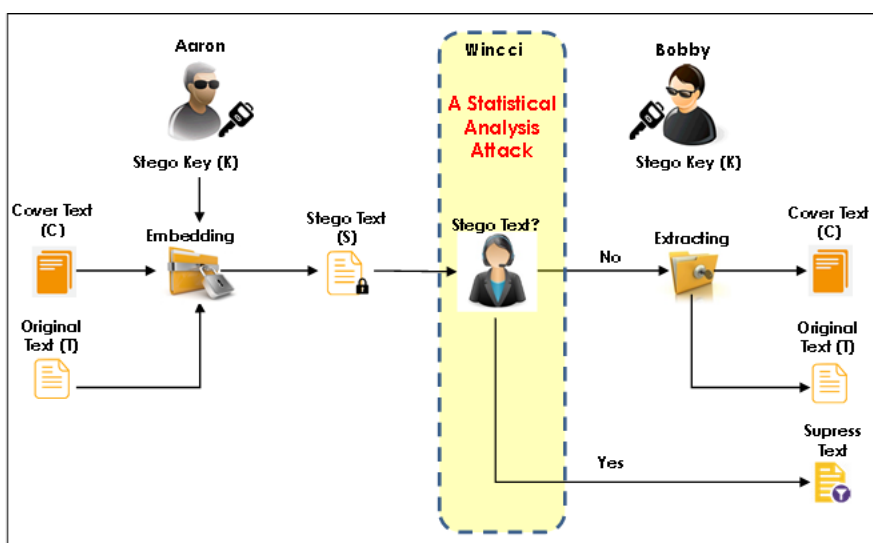 Aaron
Wincci
Bobby
A Statistical
Analysis
Attack
Stego Key (K)
Stego Key (K)
Cover Text
(C)
Embedding
Stego Text
(S)
Stego Text?
Extracting
Cover Text
(C)
No
Original
Text (T)
Original
Text (T)
Supress
Text
Yes